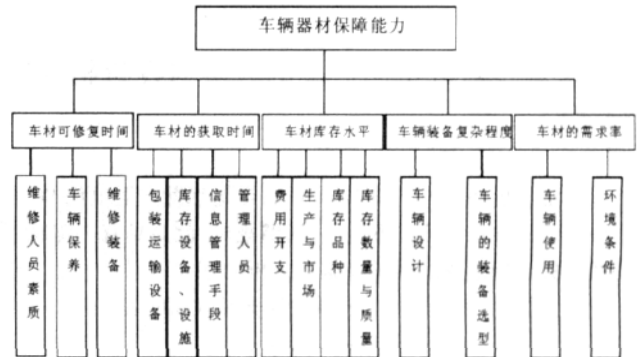 车辆器材保障能力
车材可修复时间
车材的获取时间
车材库存水平
车辆装备复杂程度
车材的需求率
维修人员素质
车辆保养
维修装备
包装运输设备
库存设备、设施
信息管理手段
管理人员
费用开支
生产与市场
库存品种
库存数量与质量
车辆设计
车辆的装备选型
车辆使用
环境条件